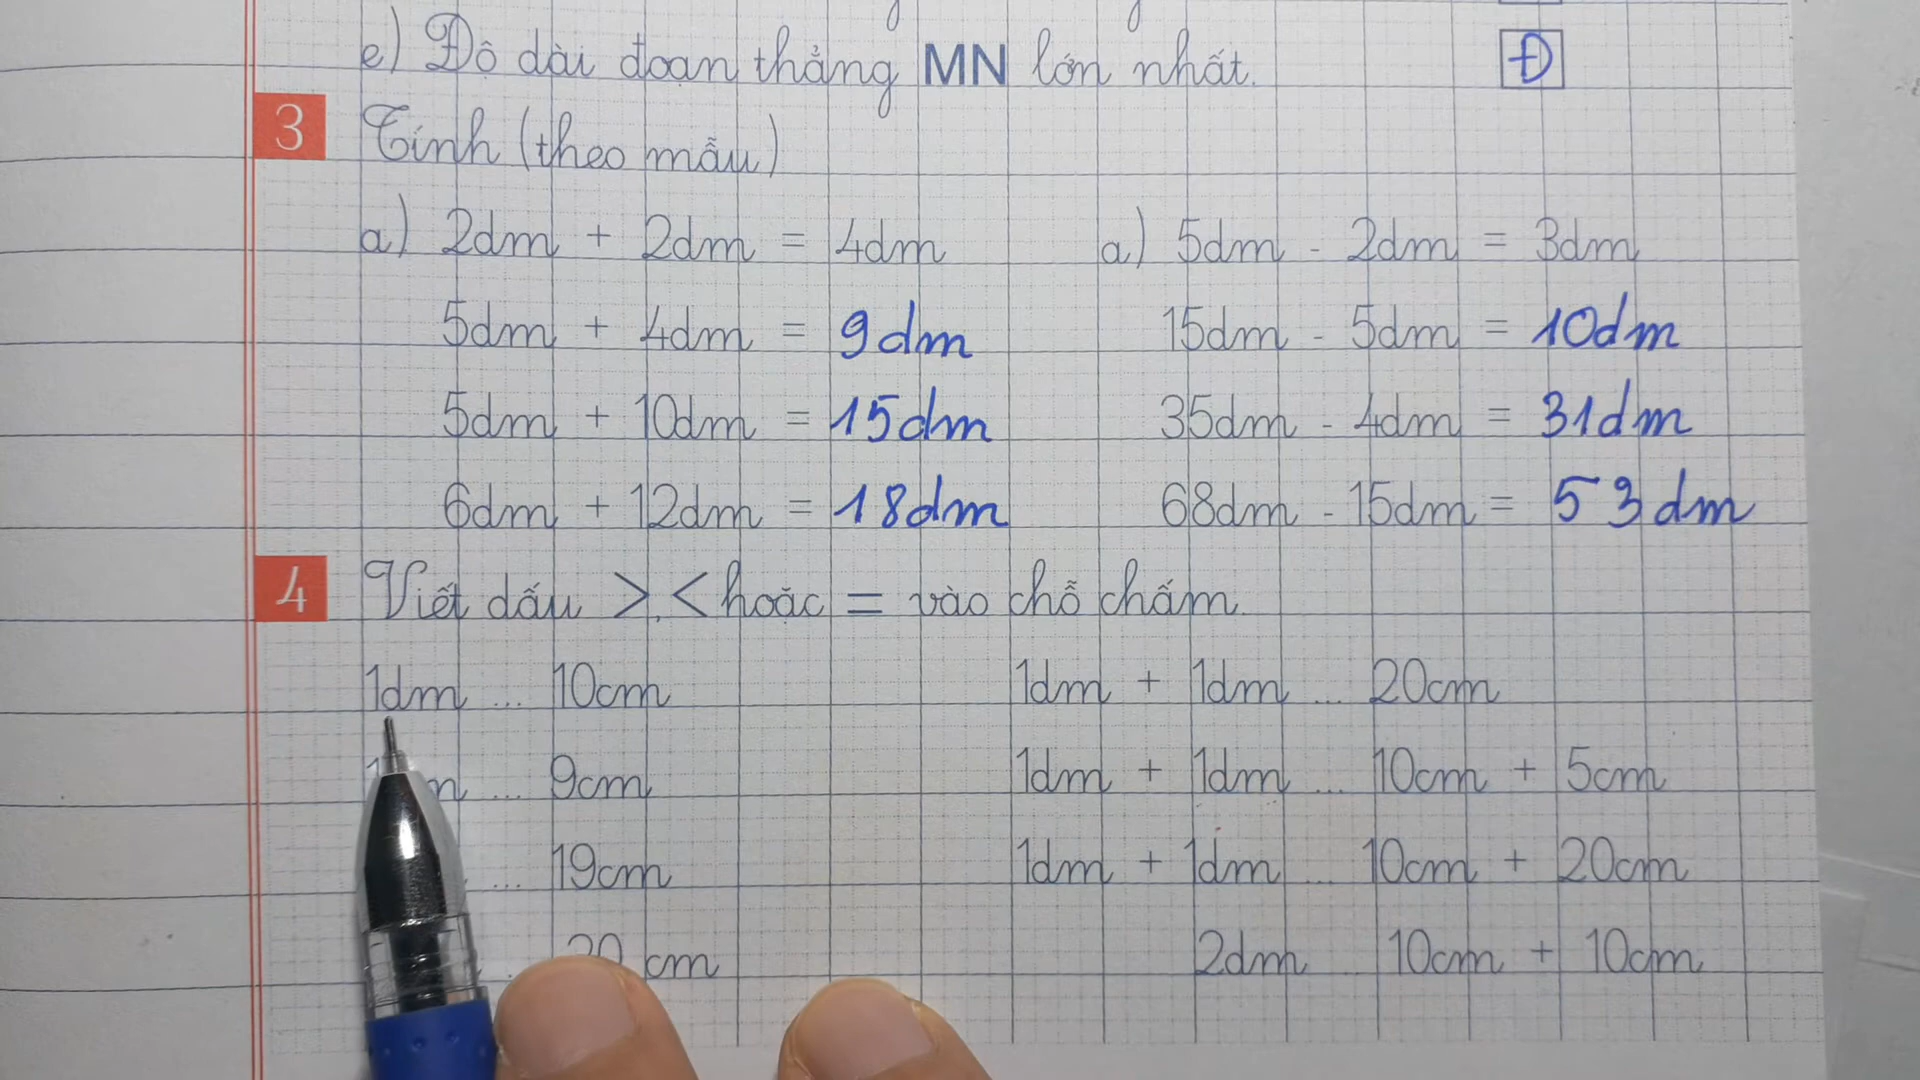 e) Độ dài đoạn thẳng MN lớn nhất. Đ
3 Tính (theo mẫu)
a) 2dm + 2dm = 4dm a) 5dm - 2dm = 3dm
5dm + 4dm = 9dm 15dm - 5dm = 10dm
5dm + 10dm = 15dm 35dm - 4dm = 31dm
6dm + 12dm = 18dm 68dm - 15dm = 53dm
4 Viết dấu >, < hoặc = vào chỗ chấm.
1dm ... 10cm 1dm + 1dm ... 20cm
... 9cm 1dm + 1dm ... 10cm + 5cm
... 19cm 1dm + 1dm ... 10cm + 20cm
cm 2dm 10cm + 10cm